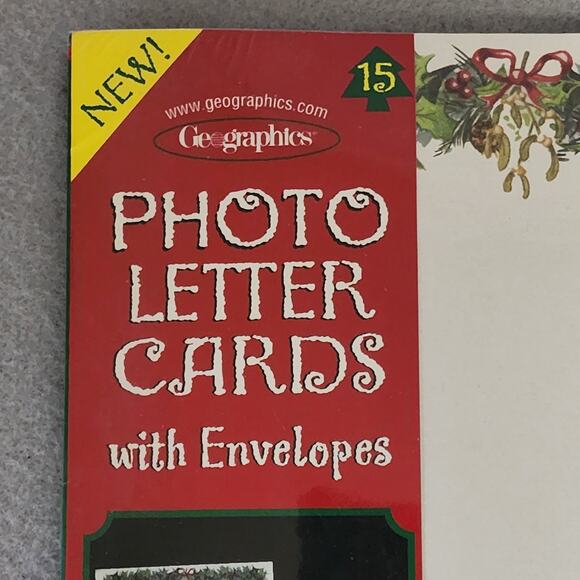 NEW!
15
www.geographics.com
Geographics®
PHOTO
LETTER
CARDS
with Envelopes